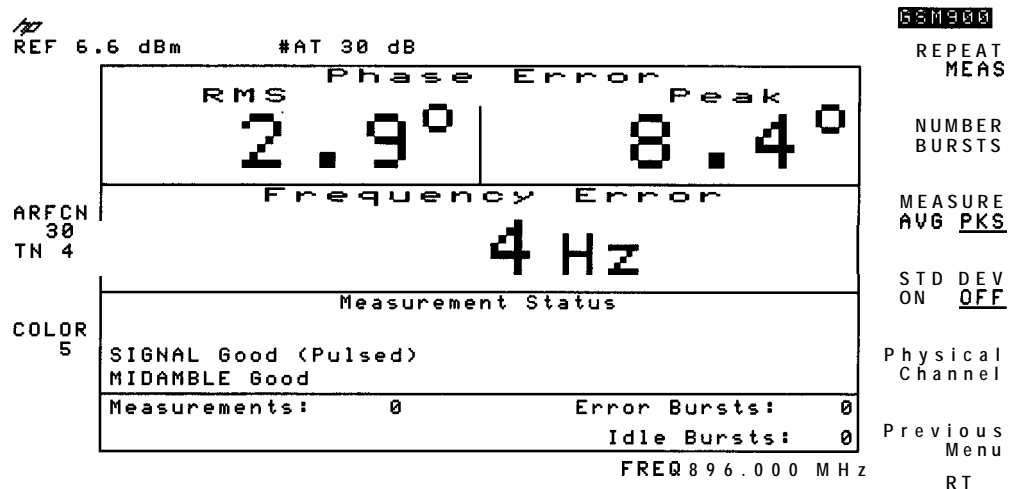 hp
REF 6.6 dBm #AT 30 dB
Phase Error
RMS Peak
2.9° 8.4°
Frequency Error
4 Hz
ARFCN
30
TN 4
Measurement Status
COLOR
5
SIGNAL Good (Pulsed)
MIDAMBLE Good
Measurements: 0 Error Bursts: 0
Idle Bursts: 0
FREQ 896.000 MHz
GSM900
REPEAT
MEAS
NUMBER
BURSTS
MEASURE
AVG PKS
STD DEV
ON OFF
Physical
Channel
Previous
Menu
RT